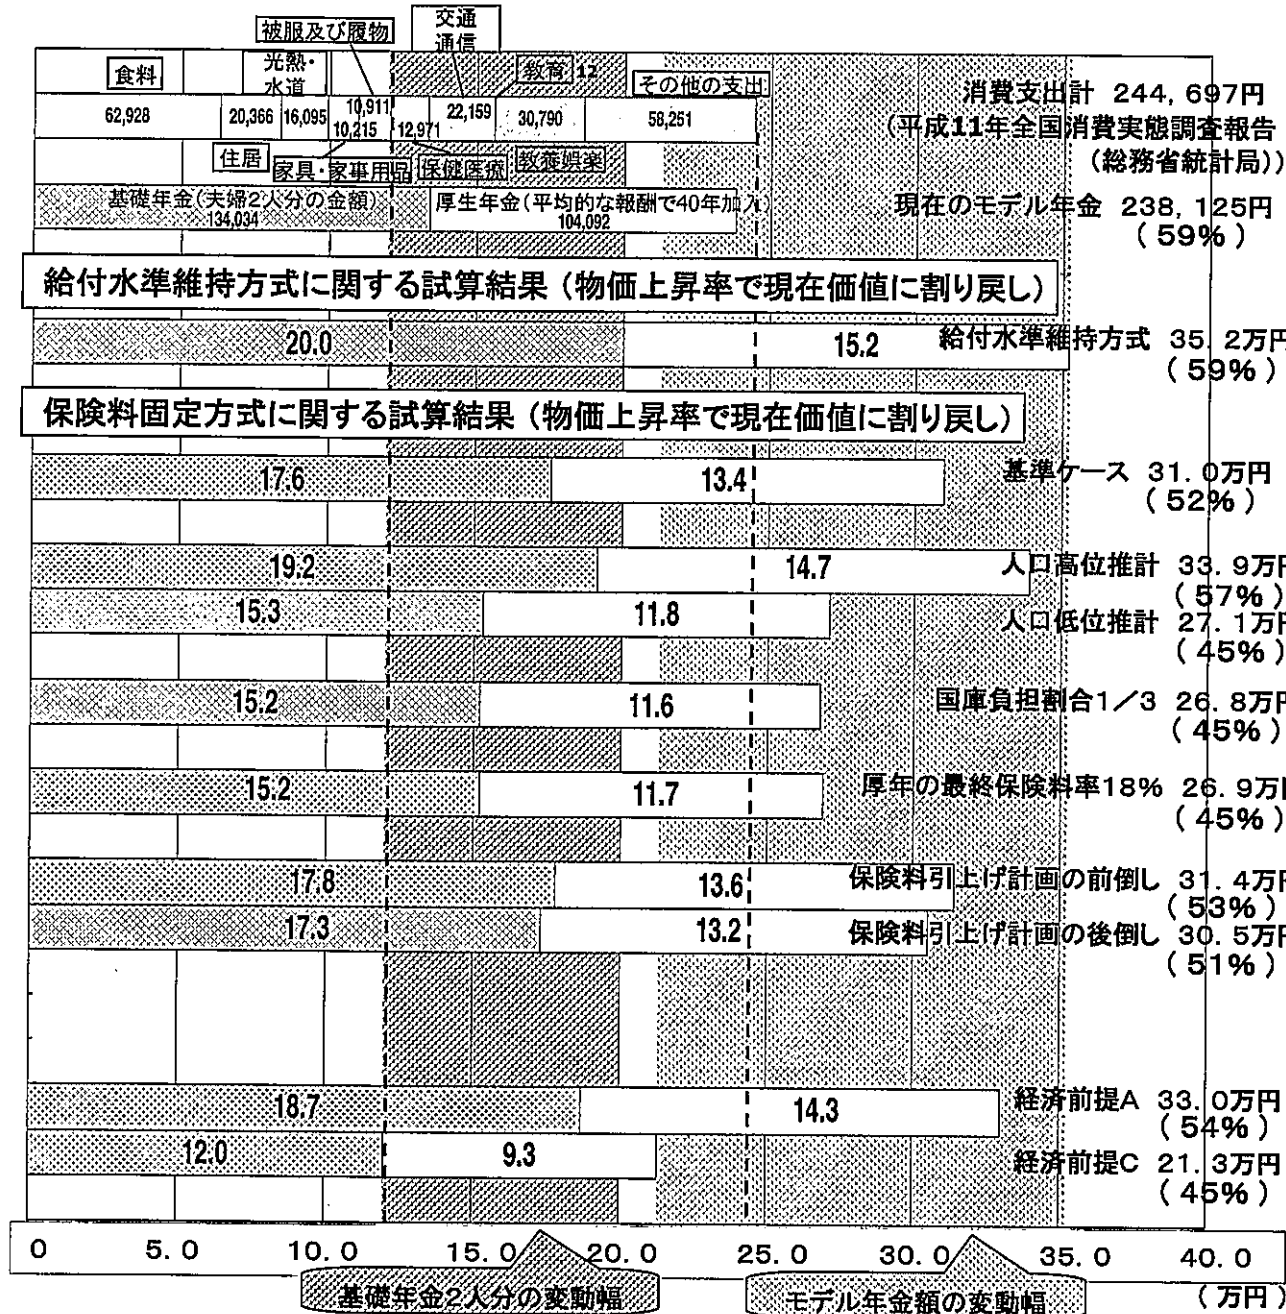 被服及び履物
交通
通信
食料
光熱・
水道
教育 12
その他の支出
消費支出計 244,697円
62,928
20,366
16,095
10,911
10,215
12,971
22,159
30,790
58,251
(平成11年全国消費実態調査報告
(総務省統計局))
住居
家具・家事用品
保健医療
教養娯楽
基礎年金(夫婦2人分の金額)
134,034
厚生年金(平均的な報酬で40年加入)
104,092
現在のモデル年金 238,125円
(59%)
給付水準維持方式に関する試算結果(物価上昇率で現在価値に割り戻し)
20.0
15.2
給付水準維持方式 35.2万円
(59%)
保険料固定方式に関する試算結果(物価上昇率で現在価値に割り戻し)
17.6
13.4
基準ケース 31.0万円
(52%)
19.2
14.7
人口高位推計 33.9万円
(57%)
15.3
11.8
人口低位推計 27.1万円
(45%)
15.2
11.6
国庫負担割合1/3 26.8万円
(45%)
15.2
11.7
厚年の最終保険料率18% 26.9万円
(45%)
17.8
13.6
保険料引上げ計画の前倒し 31.4万円
(53%)
17.3
13.2
保険料引上げ計画の後倒し 30.5万円
(51%)
18.7
14.3
経済前提A 33.0万円
(54%)
12.0
9.3
経済前提C 21.3万円
(45%)
0 5.0 10.0 15.0 20.0 25.0 30.0 35.0 40.0
基礎年金2人分の変動幅
モデル年金額の変動幅
(万円)